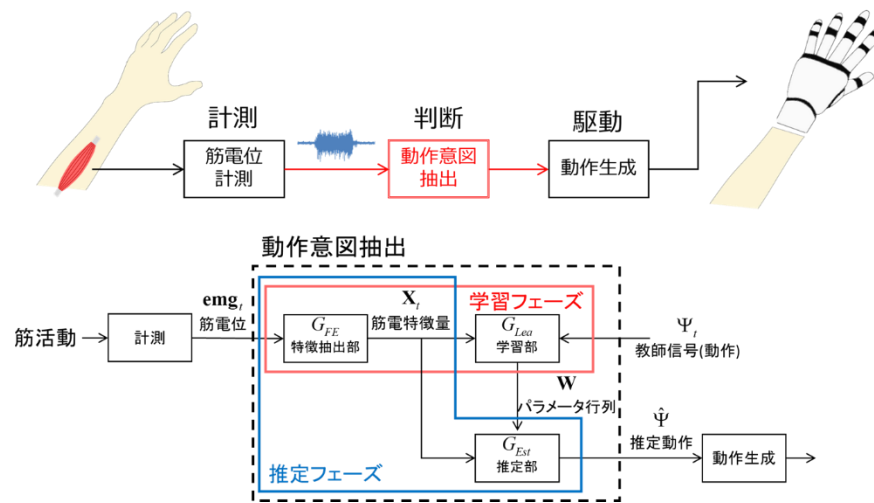 計測
判断
駆動
筋電位
計測
動作意図
抽出
動作生成
動作意図抽出
学習フェーズ
emg_t
筋電位
X_t
筋電特徴量
筋活動
計測
G_FE
特徴抽出部
G_Lea
学習部
Ψ_t
教師信号(動作)
W
パラメータ行列
G_Est
推定部
Ψ̂
推定動作
動作生成
推定フェーズ